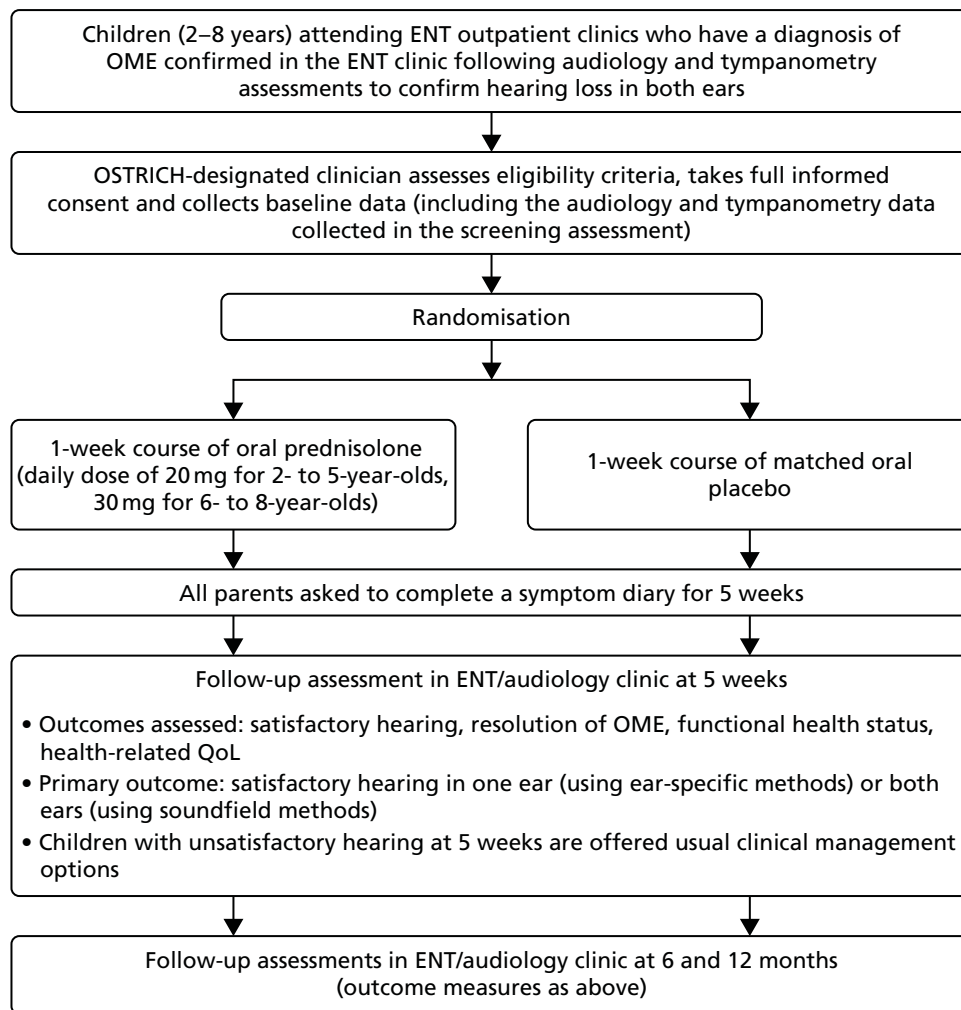 Children (2–8 years) attending ENT outpatient clinics who have a diagnosis of
OME confirmed in the ENT clinic following audiology and tympanometry
assessments to confirm hearing loss in both ears
OSTRICH-designated clinician assesses eligibility criteria, takes full informed
consent and collects baseline data (including the audiology and tympanometry data
collected in the screening assessment)
Randomisation
1-week course of oral prednisolone
(daily dose of 20 mg for 2- to 5-year-olds,
30 mg for 6- to 8-year-olds)
1-week course of matched oral
placebo
All parents asked to complete a symptom diary for 5 weeks
Follow-up assessment in ENT/audiology clinic at 5 weeks
• Outcomes assessed: satisfactory hearing, resolution of OME, functional health status,
health-related QoL
• Primary outcome: satisfactory hearing in one ear (using ear-specific methods) or both
ears (using soundfield methods)
• Children with unsatisfactory hearing at 5 weeks are offered usual clinical management
options
Follow-up assessments in ENT/audiology clinic at 6 and 12 months
(outcome measures as above)